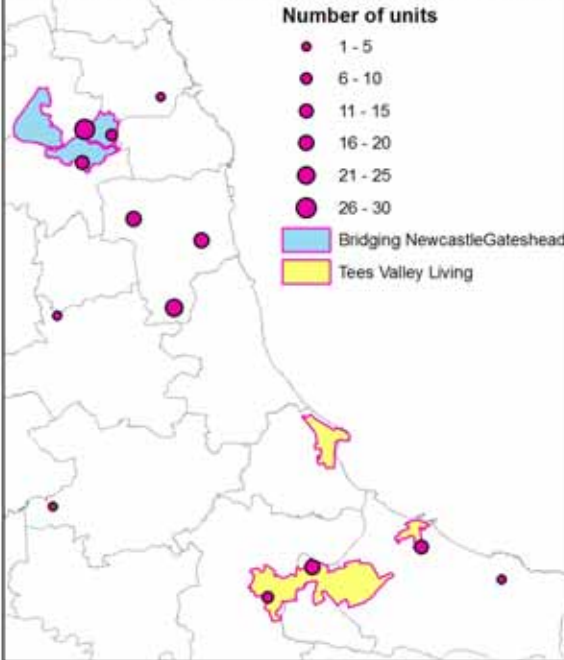 Number of units
1 - 5
6 - 10
11 - 15
16 - 20
21 - 25
26 - 30
Bridging NewcastleGateshead
Tees Valley Living